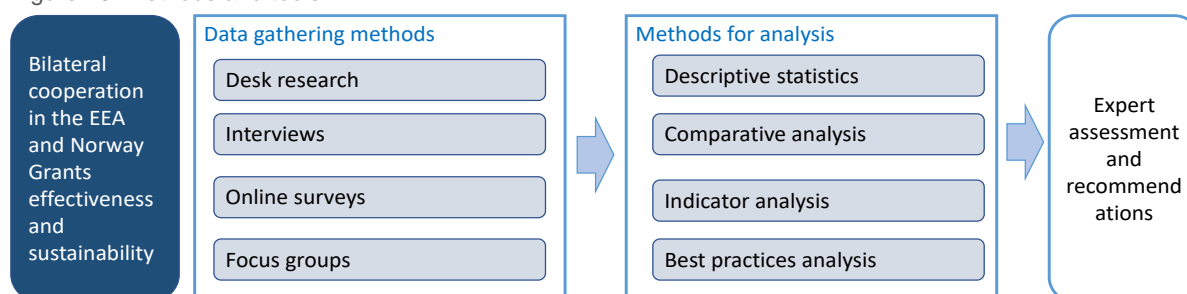 Bilateral
cooperation
in the EEA
and Norway
Grants
effectiveness
and
sustainability
Data gathering methods
Desk research
Interviews
Online surveys
Focus groups
Methods for analysis
Descriptive statistics
Comparative analysis
Indicator analysis
Best practices analysis
Expert
assessment
and
recommend
ations